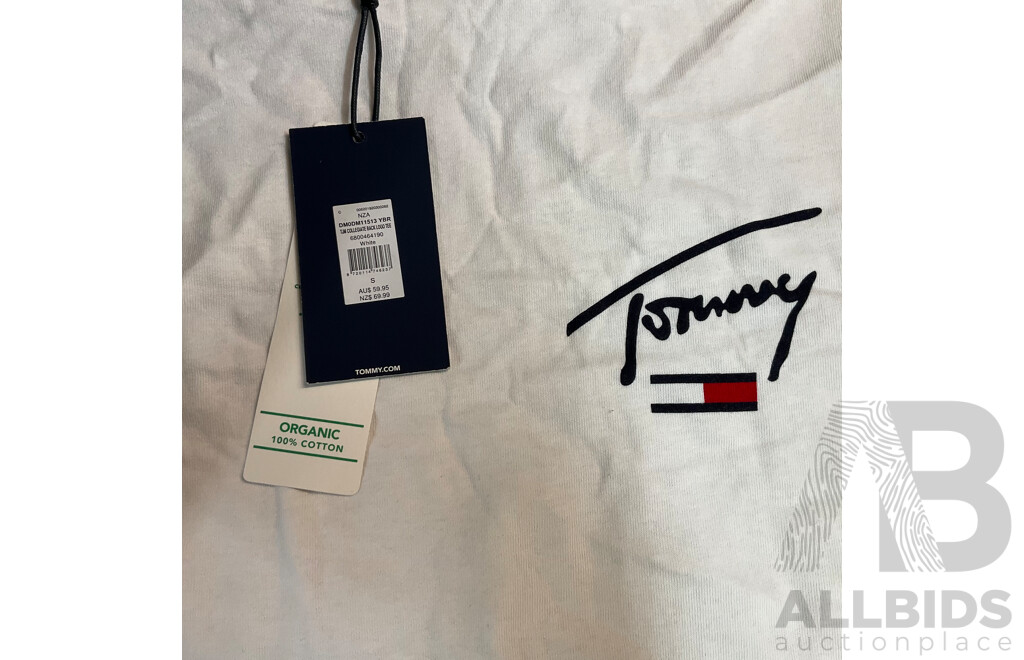 NZA
DM0DM11513 YBR
TJM COLLEGIATE BACK LOGO TEE
6800464190
White
S
AU$ 59.95
NZ$ 69.99
TOMMY.COM
ORGANIC
100% COTTON
Tommy
AB
ALLBIDS
auctionplace